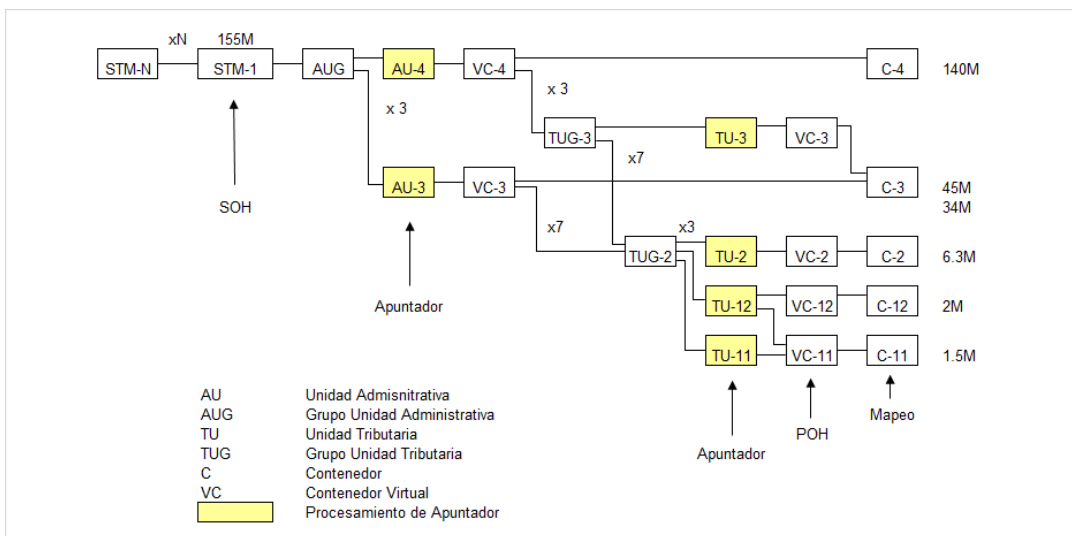 xN 155M
STM-N STM-1 AUG AU-4 VC-4 C-4 140M
x 3 x 3
TUG-3 TU-3 VC-3
x7
AU-3 VC-3 C-3 45M
SOH 34M
x7 x3
TUG-2 TU-2 VC-2 C-2 6.3M
Apuntador TU-12 VC-12 C-12 2M
TU-11 VC-11 C-11 1.5M
AU Unidad Admisnitrativa
AUG Grupo Unidad Administrativa
TU Unidad Tributaria
TUG Grupo Unidad Tributaria
C Contenedor
VC Contenedor Virtual
Procesamiento de Apuntador
Mapeo
POH
Apuntador